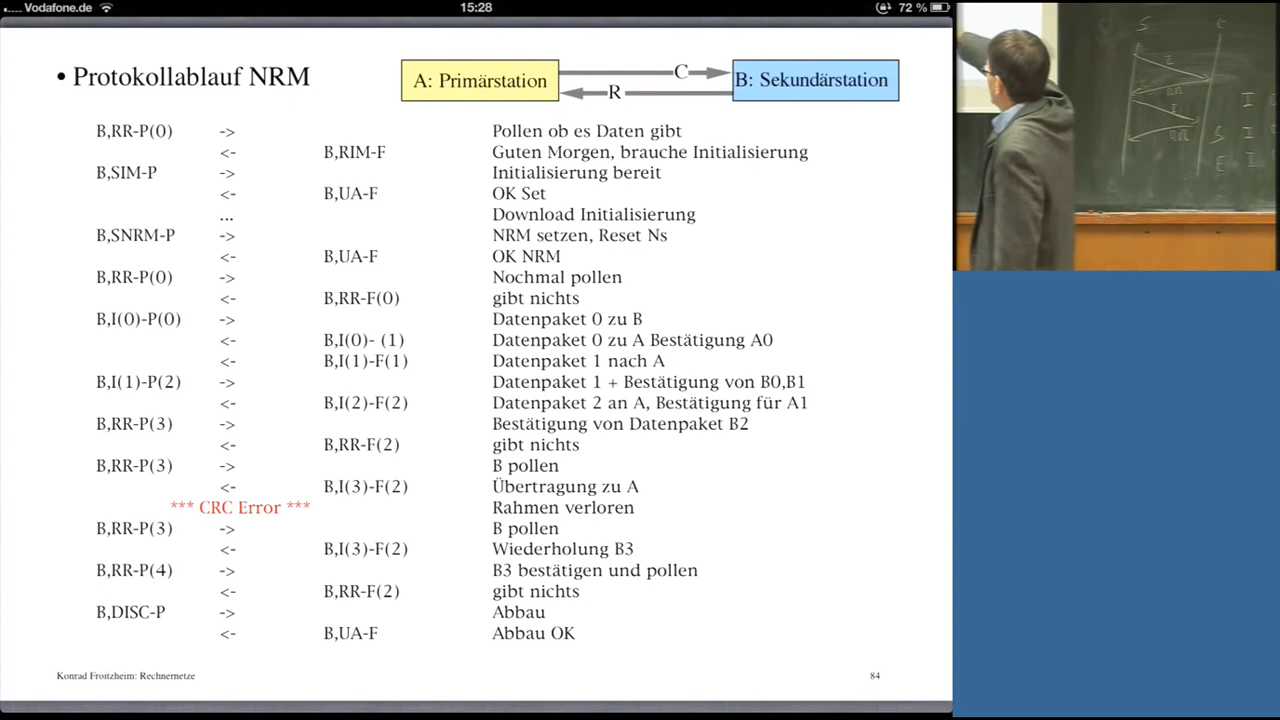 ..... Vodafone.de 15:28 72 %
• Protokollablauf NRM
A: Primärstation C B: Sekundärstation
R
B,RR-P(0) -> Pollen ob es Daten gibt
<- B,RIM-F Guten Morgen, brauche Initialisierung
B,SIM-P -> Initialisierung bereit
<- B,UA-F OK Set
... Download Initialisierung
B,SNRM-P -> NRM setzen, Reset Ns
<- B,UA-F OK NRM
B,RR-P(0) -> Nochmal pollen
<- B,RR-F(0) gibt nichts
B,I(0)-P(0) -> Datenpaket 0 zu B
<- B,I(0)- (1) Datenpaket 0 zu A Bestätigung A0
<- B,I(1)-F(1) Datenpaket 1 nach A
B,I(1)-P(2) -> Datenpaket 1 + Bestätigung von B0,B1
<- B,I(2)-F(2) Datenpaket 2 an A, Bestätigung für A1
B,RR-P(3) -> Bestätigung von Datenpaket B2
<- B,RR-F(2) gibt nichts
B,RR-P(3) -> B pollen
<- B,I(3)-F(2) Übertragung zu A
*** CRC Error *** Rahmen verloren
B,RR-P(3) -> B pollen
<- B,I(3)-F(2) Wiederholung B3
B,RR-P(4) -> B3 bestätigen und pollen
<- B,RR-F(2) gibt nichts
B,DISC-P -> Abbau
<- B,UA-F Abbau OK
Konrad Froitzheim: Rechnernetze 84
S E
I
I
S I
E I